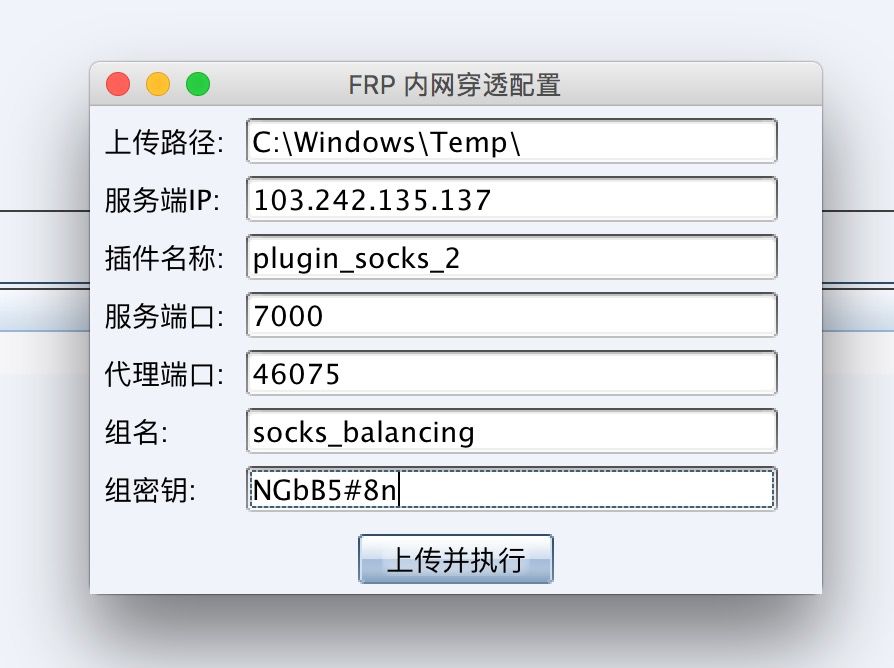 FRP 内网穿透配置
上传路径: C:\Windows\Temp\
服务端IP: 103.242.135.137
插件名称: plugin_socks_2
服务端口: 7000
代理端口: 46075
组名: socks_balancing
组密钥: NGbB5#8n
上传并执行